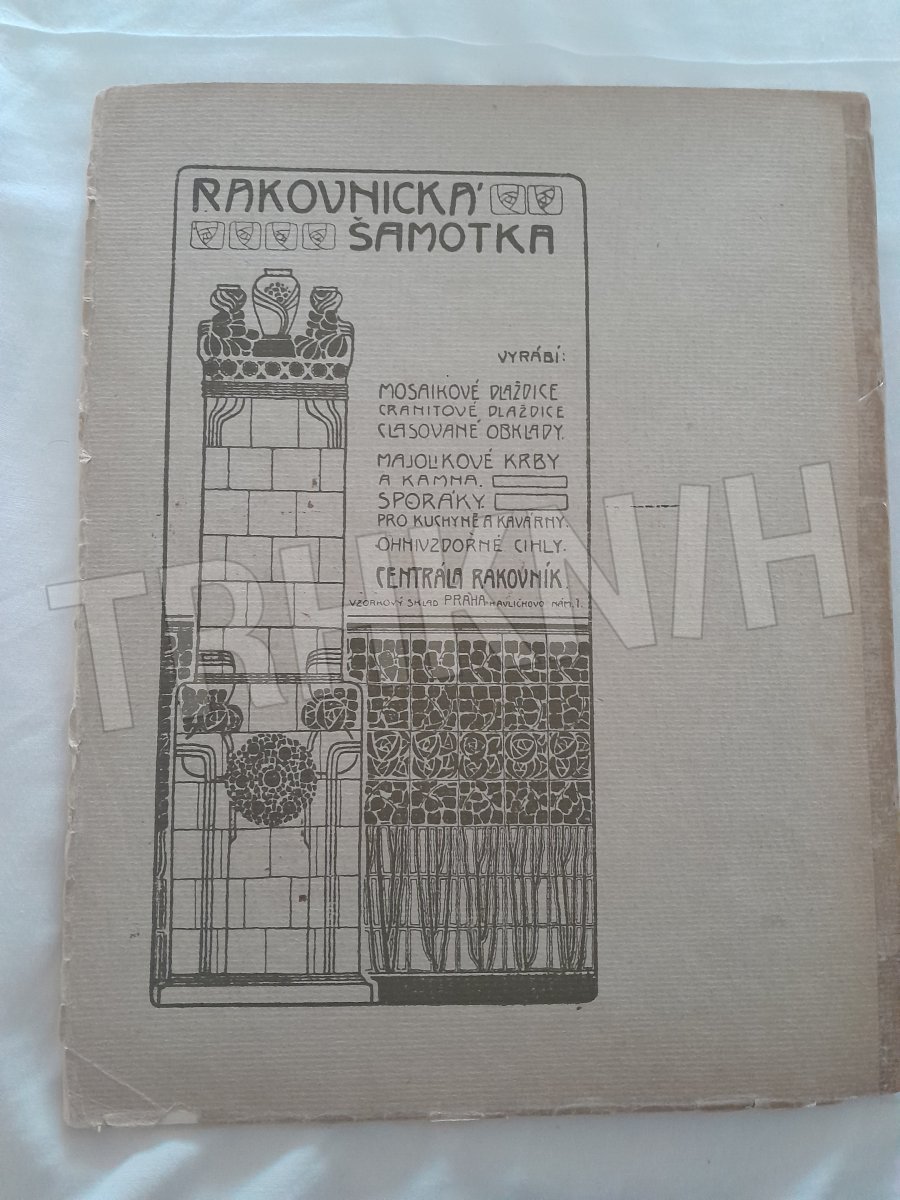 RAKOVNICKÁ
ŠAMOTKA
VYRÁBÍ:
MOSAIKOVÉ DLAŽDICE
GRANITOVÉ DLAŽDICE
GLASOVANÉ OBKLADY.
MAJOLIKOVÉ KRBY
A KAMNA.
SPORÁKY.
PRO KUCHYNĚ A KAVÁRNY.
OHNIVZDORNÉ CIHLY.
CENTRÁLA RAKOVNÍK
VZORKOVÝ SKLAD PRAHA-HAVLÍČKOVO NÁM. 1.
TRHKNIH